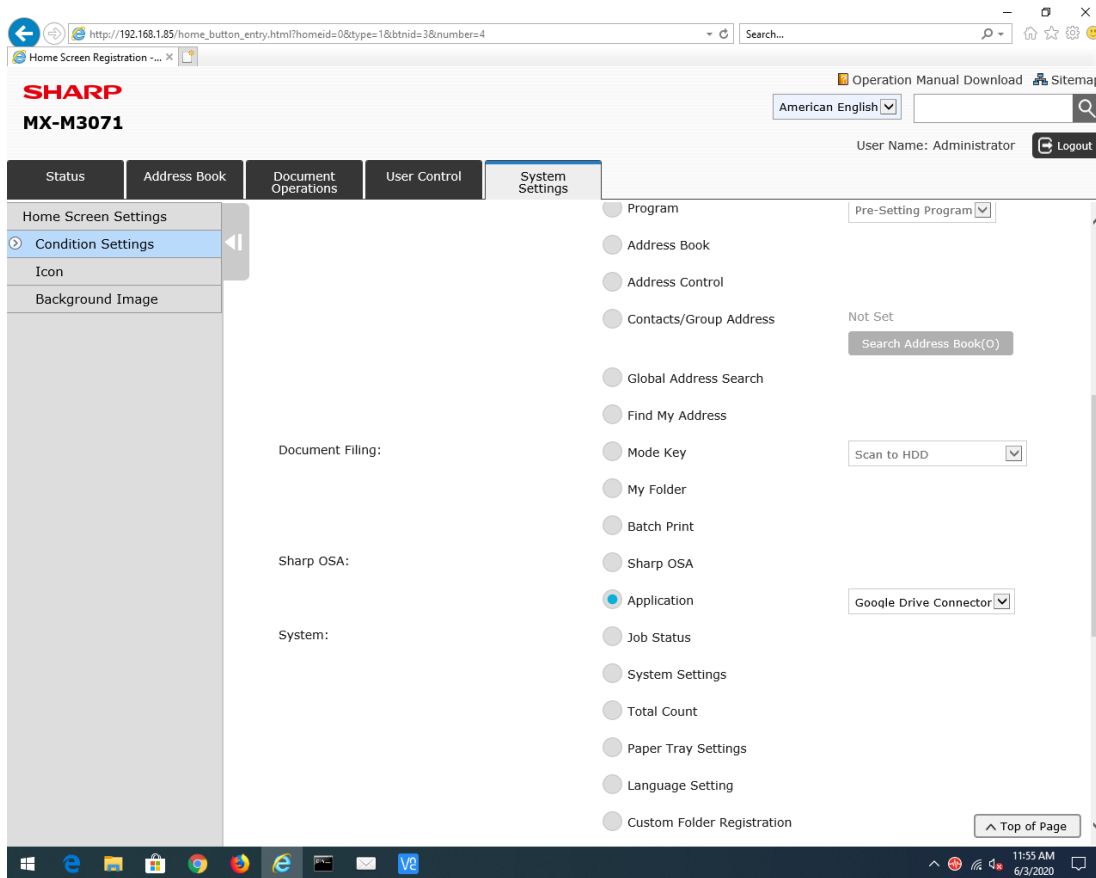 http://192.168.1.85/home_button_entry.html?homeid=0&type=1&btnid=3&number=4
Search...
Home Screen Registration -...
SHARP
MX-M3071
Operation Manual Download
Sitemap
American English
User Name: Administrator
Logout
Status
Address Book
Document Operations
User Control
System Settings
Home Screen Settings
Condition Settings
Icon
Background Image
Program
Pre-Setting Program
Address Book
Address Control
Contacts/Group Address
Not Set
Search Address Book(O)
Global Address Search
Find My Address
Document Filing:
Mode Key
Scan to HDD
My Folder
Batch Print
Sharp OSA:
Sharp OSA
Application
Google Drive Connector
System:
Job Status
System Settings
Total Count
Paper Tray Settings
Language Setting
Custom Folder Registration
Top of Page
11:55 AM
6/3/2020